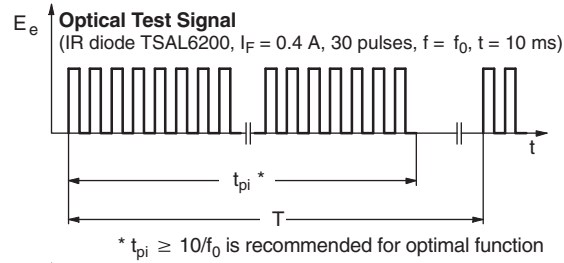 E e
Optical Test Signal
(IR diode TSAL6200, I F = 0.4 A, 30 pulses, f = f 0, t = 10 ms)
t
t pi *
T
* t pi ≥ 10/f 0 is recommended for optimal function